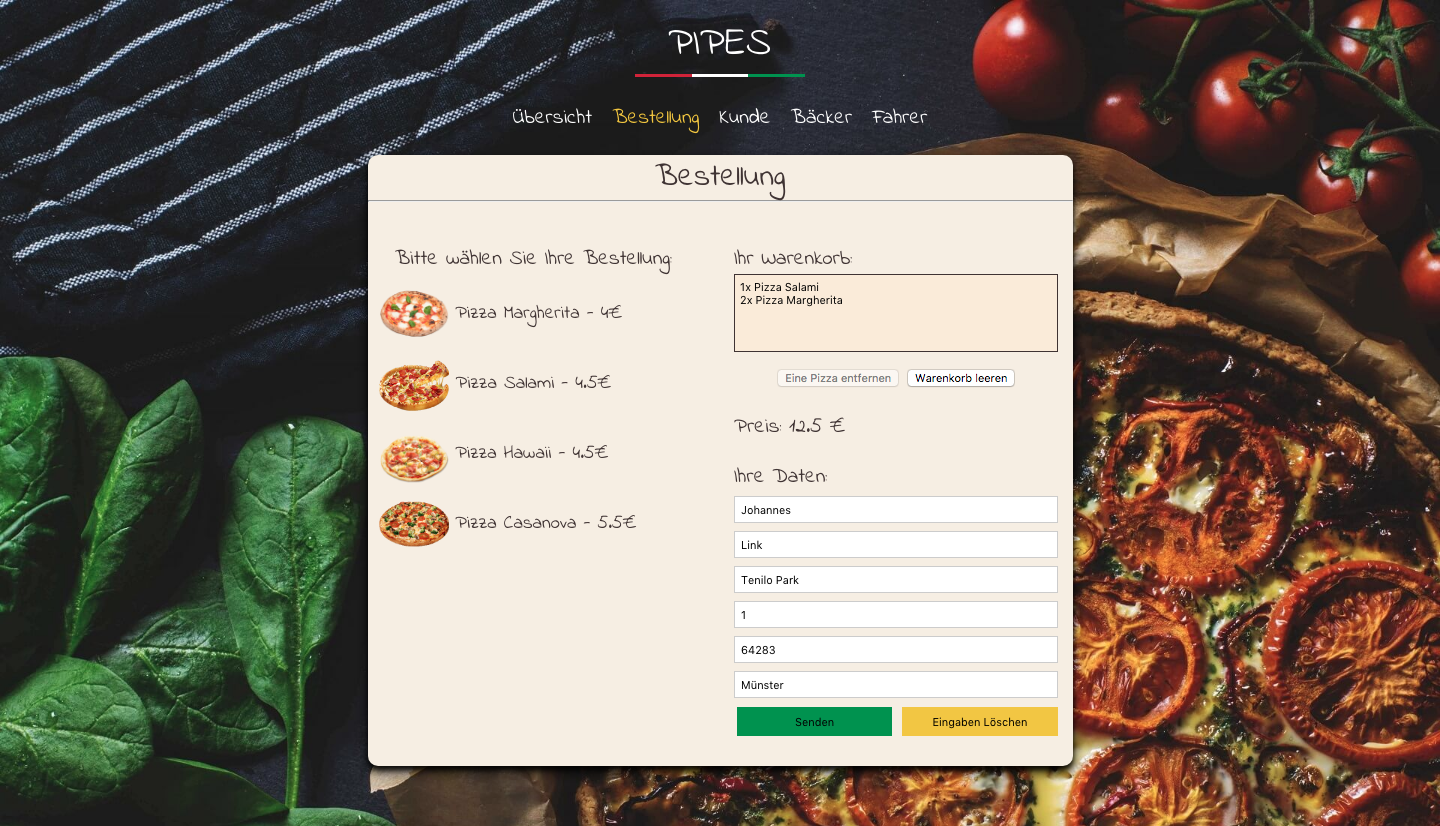 PIPES
Übersicht Bestellung Kunde Bäcker Fahrer
Bestellung
Bitte wählen Sie Ihre Bestellung:
Pizza Margherita - 4€
Pizza Salami - 4.5€
Pizza Hawaii - 4.5€
Pizza Casanova - 5.5€
Ihr Warenkorb:
1x Pizza Salami
2x Pizza Margherita
Eine Pizza entfernen Warenkorb leeren
Preis: 12.5 €
Ihre Daten:
Johannes
Link
Tenilo Park
1
64283
Münster
Senden Eingaben Löschen